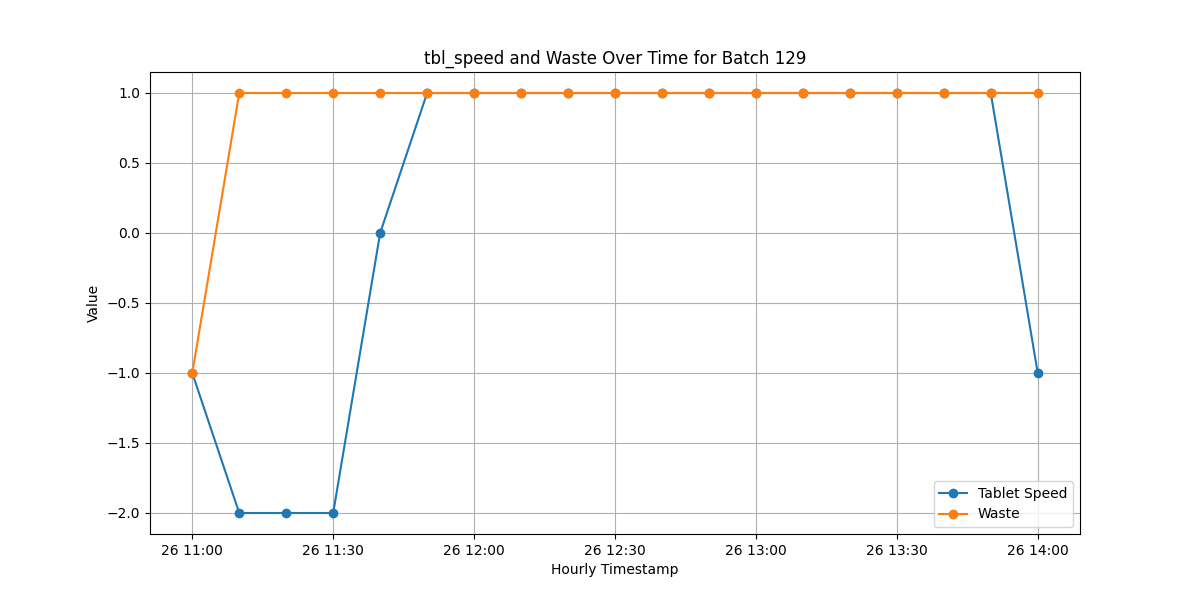 tbl_speed and Waste Over Time for Batch 129
1.0
0.5
0.0
−0.5
−1.0
−1.5
−2.0
Value
Tablet Speed
Waste
26 11:00 26 11:30 26 12:00 26 12:30 26 13:00 26 13:30 26 14:00
Hourly Timestamp